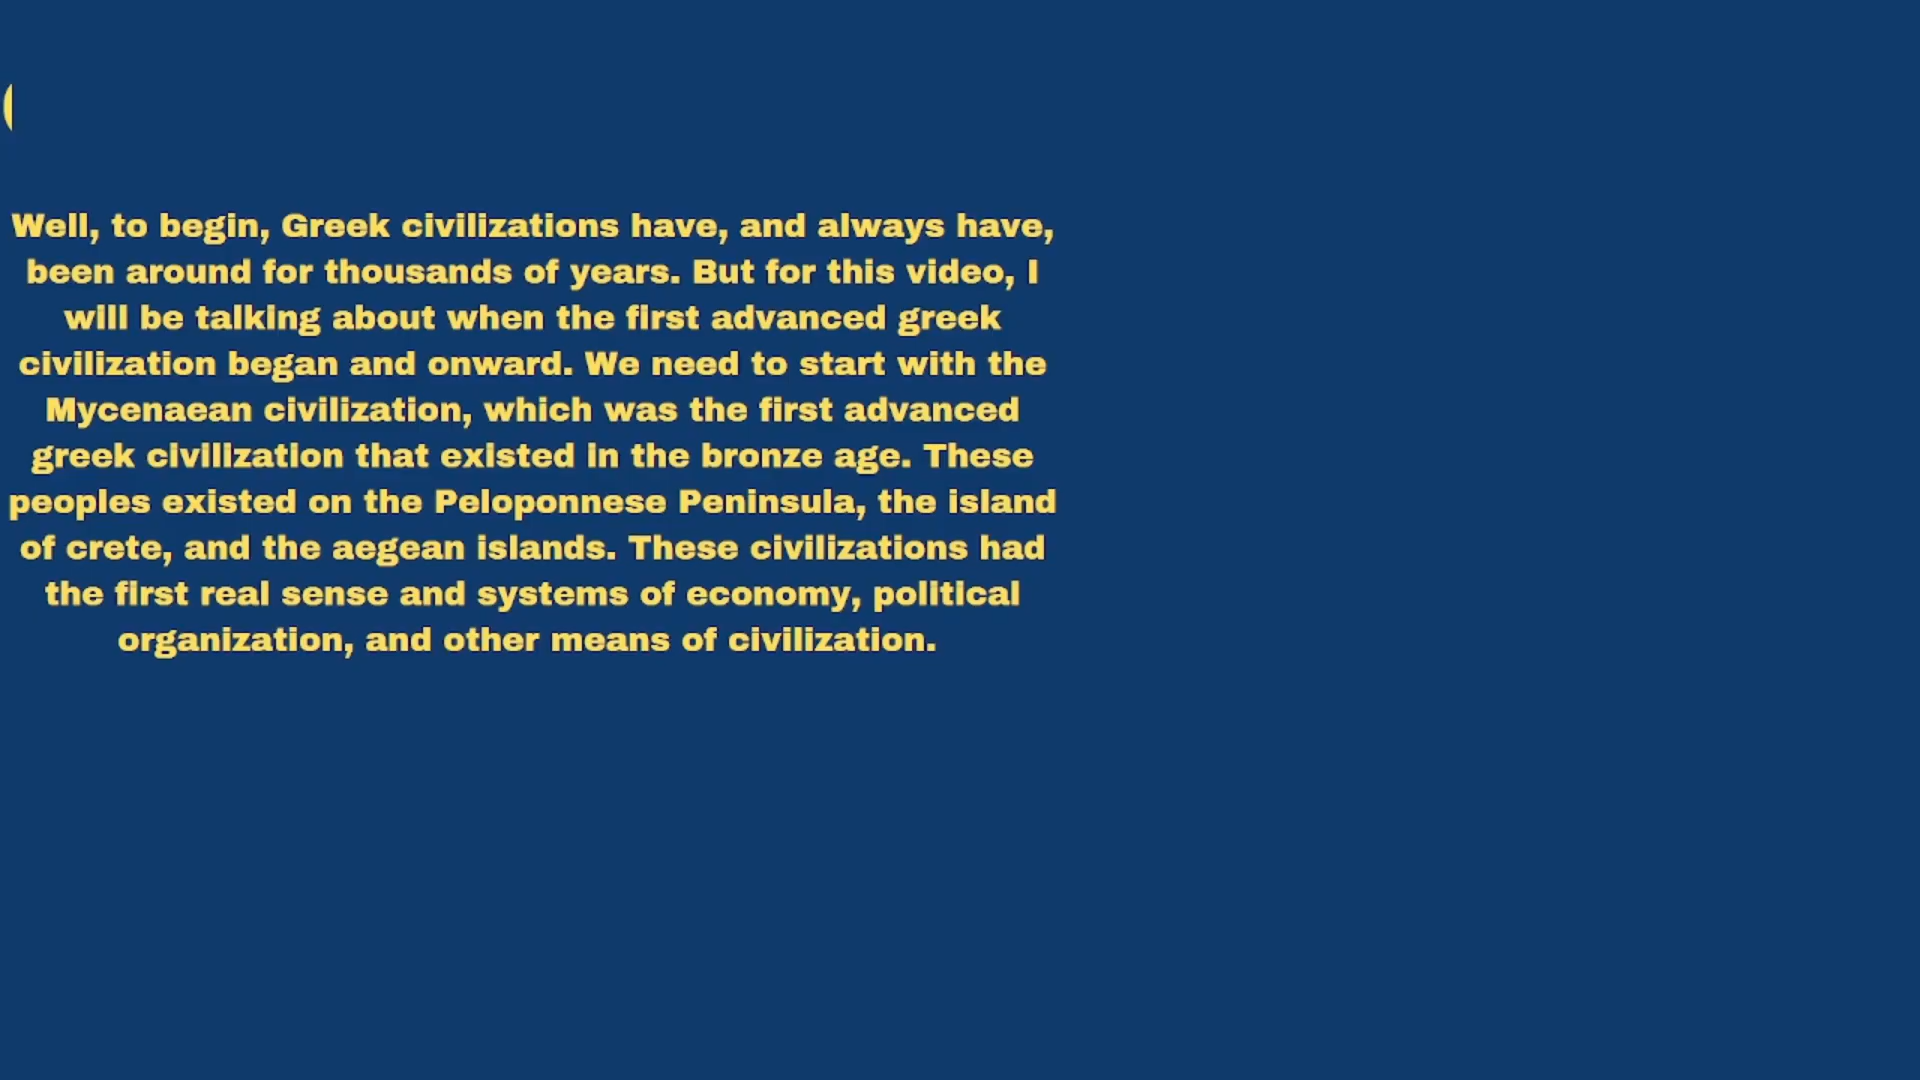 Well, to begin, Greek civilizations have, and always have,
been around for thousands of years. But for this video, I
will be talking about when the first advanced greek
civilization began and onward. We need to start with the
Mycenaean civilization, which was the first advanced
greek civilization that existed in the bronze age. These
peoples existed on the Peloponnese Peninsula, the island
of crete, and the aegean islands. These civilizations had
the first real sense and systems of economy, political
organization, and other means of civilization.